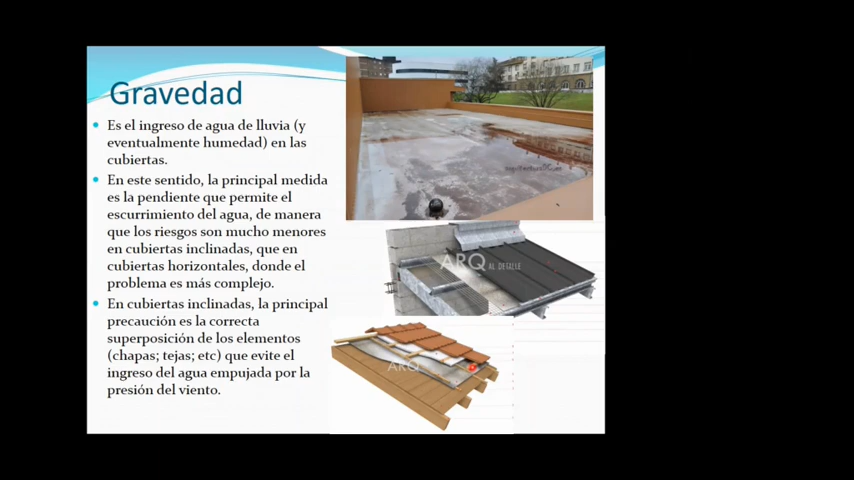 Gravedad
Es el ingreso de agua de lluvia (y
eventualmente humedad) en las
cubiertas.
En este sentido, la principal medida
es la pendiente que permite el
escurrimiento del agua, de manera
que los riesgos son mucho menores
en cubiertas inclinadas, que en
cubiertas horizontales, donde el
problema es más complejo.
En cubiertas inclinadas, la principal
precaución es la correcta
superposición de los elementos
(chapas; tejas; etc) que evite el
ingreso del agua empujada por la
presión del viento.
ARQ AL DETALLE
ARQ